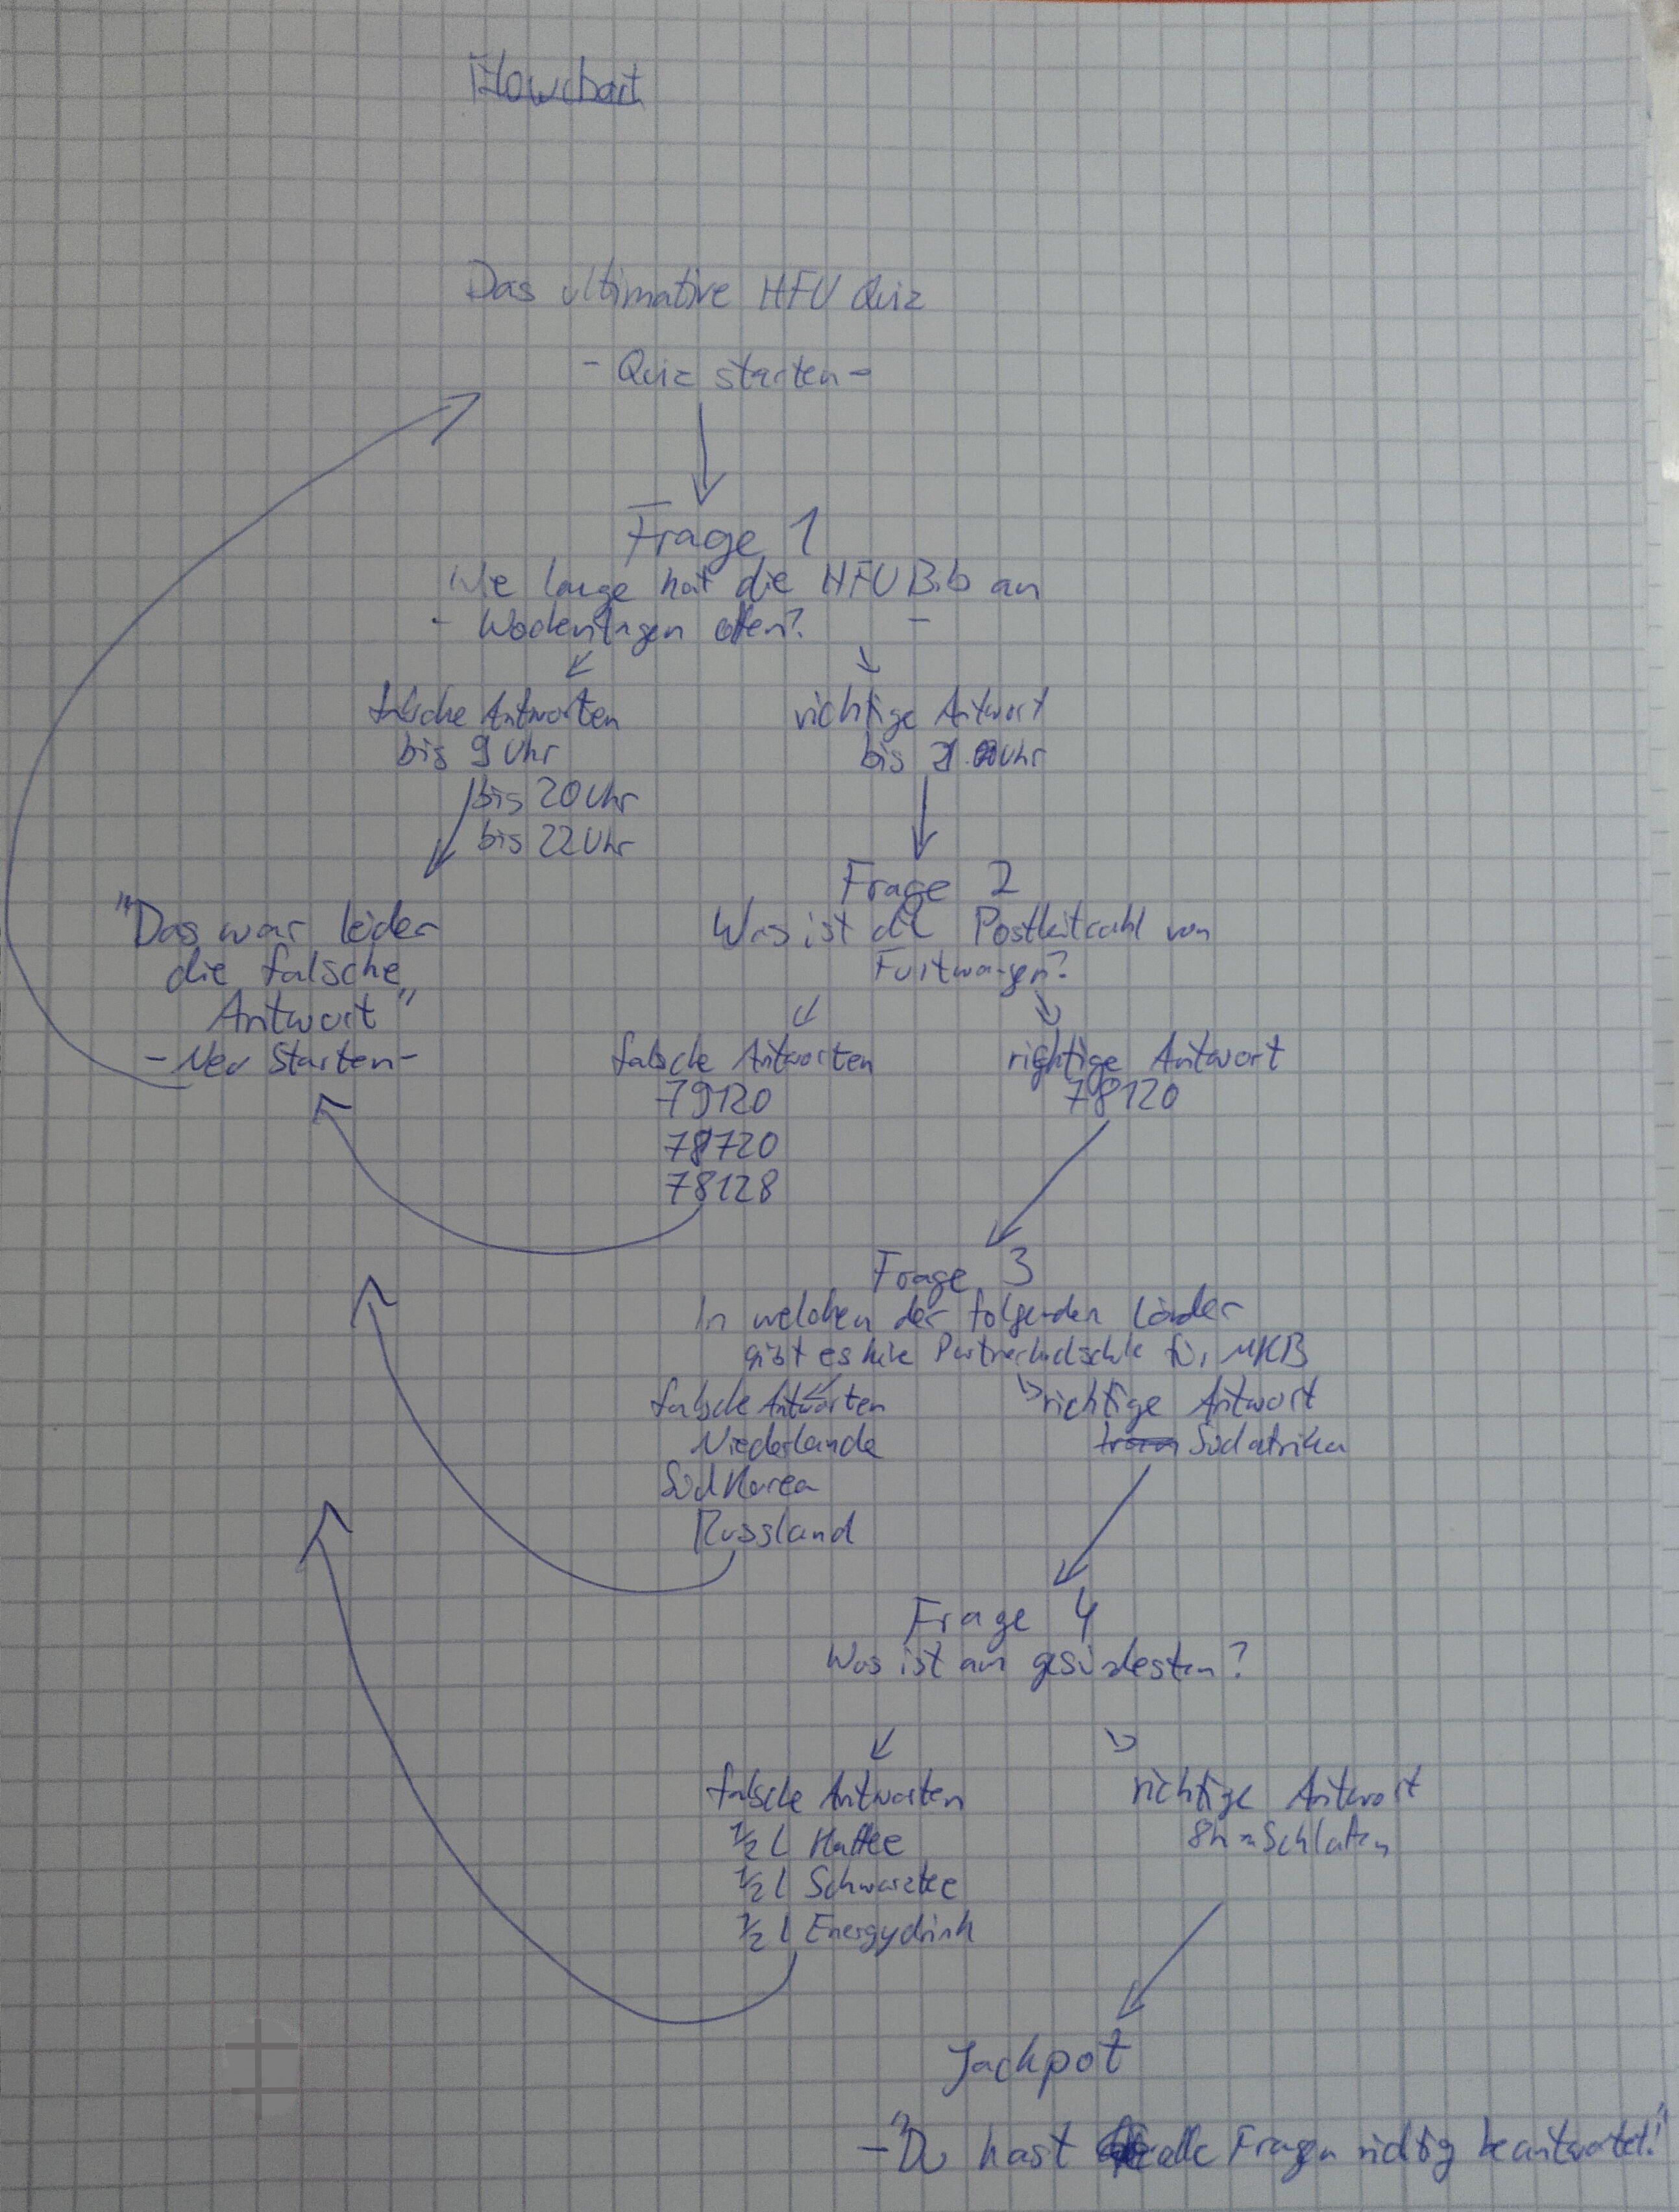 Flowchart
Das ultimative HFU Quiz
- Quiz starten -
Frage 1
Wie lange hat die HFU Bib an
- Wochentagen offen? -
falsche Antworten
bis 9 Uhr
bis 20 Uhr
bis 22 Uhr
richtige Antwort
bis Uhr
"Das war leider
die falsche
Antwort"
- Neu Starten -
Frage 2
Was ist die Postleitzahl von
Furtwangen?
falsche Antworten
79120
78720
78128
richtige Antwort
78120
Frage 3
In welchen der folgenden Länder
gibt es keine Partnerhochschule für MKB
falsche Antworten
Niederlande
Südkorea
Russland
richtige Antwort
Südafrika
Frage 4
Was ist am gesündesten?
falsche Antworten
1/2 l Kaffee
1/2 l Schwarztee
1/2 l Energydrink
richtige Antwort
8h Schlafen
Jackpot
- "Du hast alle Fragen richtig beantwortet!"